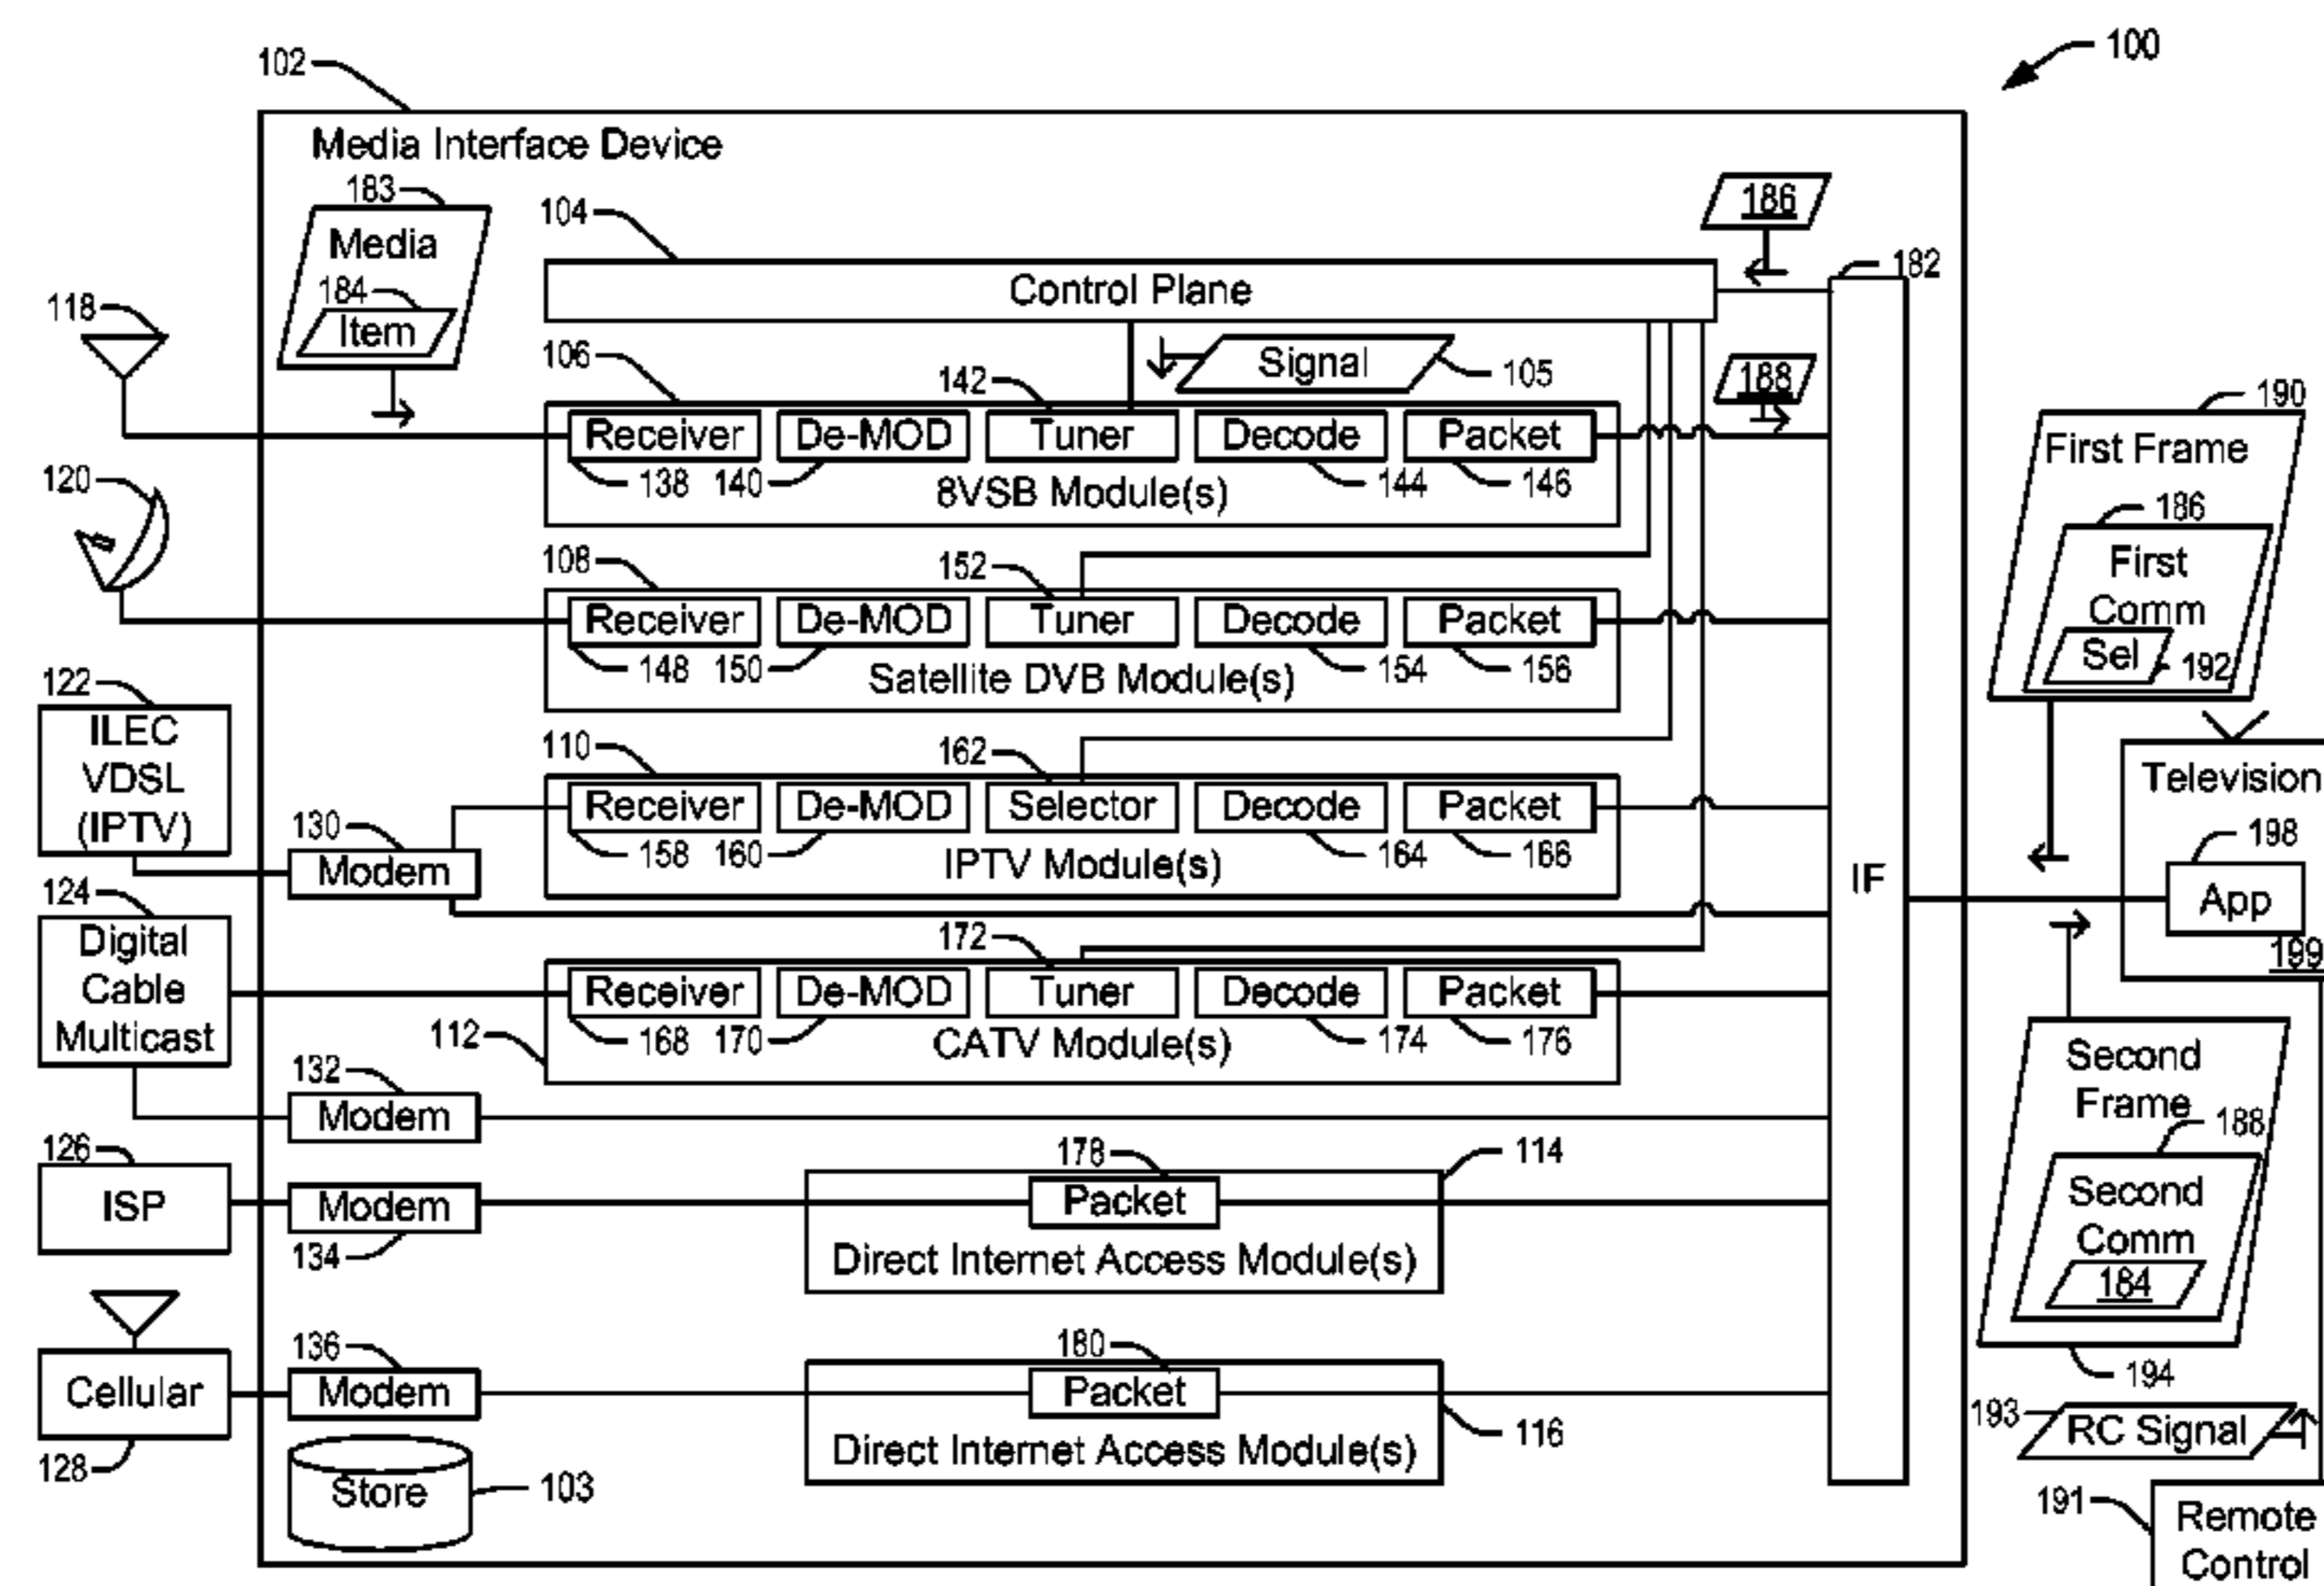 100
102
Media Interface Device
183
Media
184
Item
104
186
Control Plane
182
118
106
142
Signal
105
188
Receiver De-MOD Tuner Decode Packet
138 140 144 146
8VSB Module(s)
190
First Frame
186
First
Comm
Sel
192
120
108
152
Receiver De-MOD Tuner Decode Packet
148 150 154 156
Satellite DVB Module(s)
122
ILEC
VDSL
(IPTV)
110
162
Receiver De-MOD Selector Decode Packet
158 160 164 166
IPTV Module(s)
130
Modem
IF
Television
198
App
199
124
Digital
Cable
Multicast
172
Receiver De-MOD Tuner Decode Packet
168 170 174 176
112
CATV Module(s)
132
Modem
Second
Frame
188
Second
Comm
184
194
126
ISP
Modem
134
178
114
Packet
Direct Internet Access Module(s)
136
Cellular
128
Modem
180
Packet
116
Direct Internet Access Module(s)
Store
103
193
RC Signal
191
Remote
Control